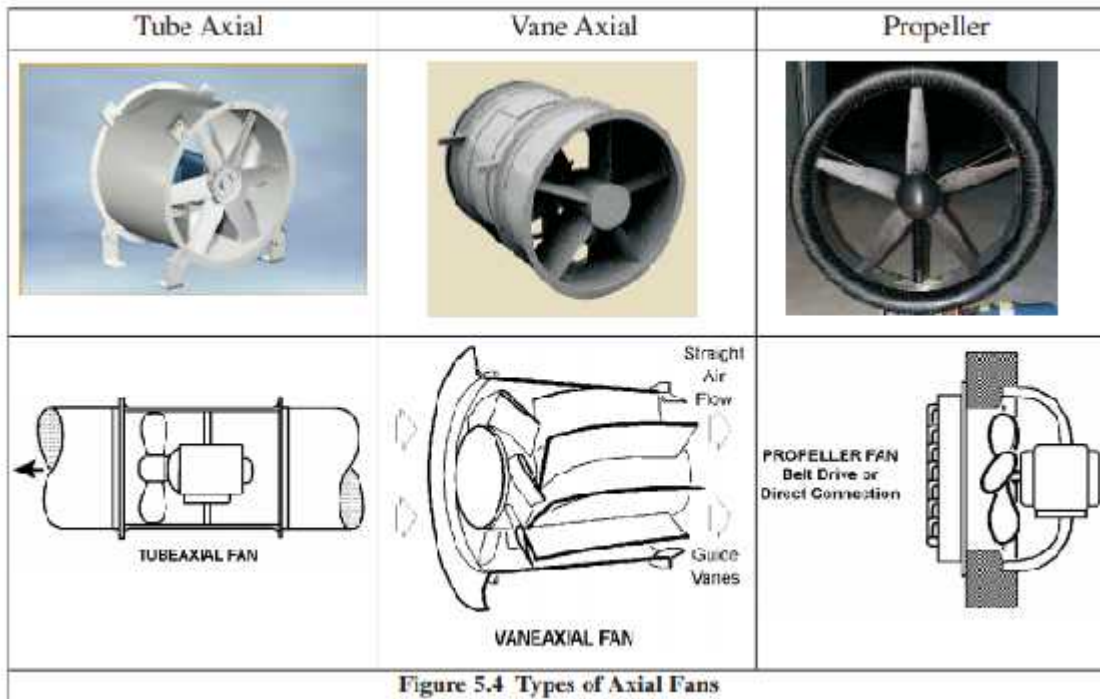 Tube Axial
Vane Axial
Propeller
Straight
Air
Flow
PROPELLER FAN
Belt Drive or
Direct Connection
TUBEAXIAL FAN
Guide
Vanes
VANEAXIAL FAN
Figure 5.4 Types of Axial Fans